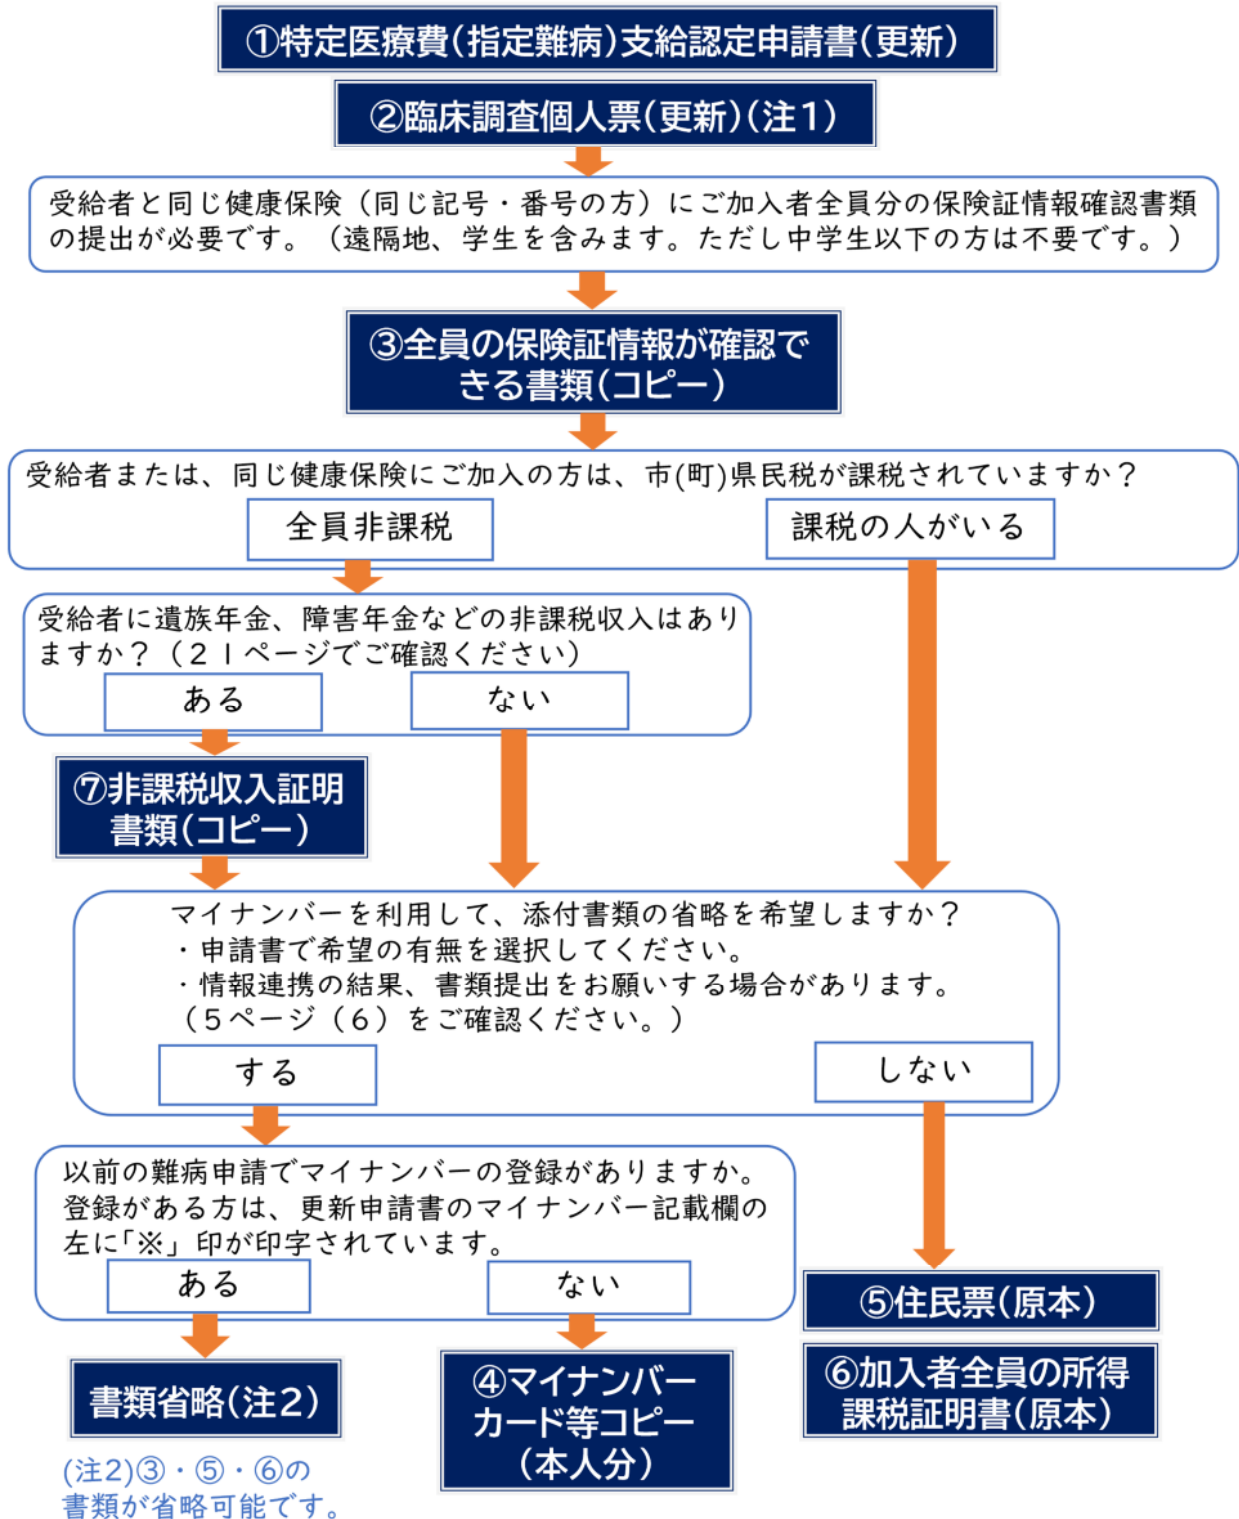 ①特定医療費(指定難病)支給認定申請書(更新)
②臨床調査個人票(更新)(注1)
受給者と同じ健康保険（同じ記号・番号の方）にご加入者全員分の保険証情報確認書類
の提出が必要です。（遠隔地、学生を含みます。ただし中学生以下の方は不要です。）
③全員の保険証情報が確認で
きる書類(コピー)
受給者または、同じ健康保険にご加入の方は、市(町)県民税が課税されていますか？
全員非課税
課税の人がいる
受給者に遺族年金、障害年金などの非課税収入はあり
ますか？（２１ページでご確認ください）
ある
ない
⑦非課税収入証明
書類(コピー)
マイナンバーを利用して、添付書類の省略を希望しますか？
・申請書で希望の有無を選択してください。
・情報連携の結果、書類提出をお願いする場合があります。
（５ページ（６）をご確認ください。）
する
しない
以前の難病申請でマイナンバーの登録がありますか。
登録がある方は、更新申請書のマイナンバー記載欄の
左に「※」印が印字されています。
ある
ない
⑤住民票(原本)
書類省略(注2)
④マイナンバー
カード等コピー
(本人分)
⑥加入者全員の所得
課税証明書(原本)
(注2)③・⑤・⑥の
書類が省略可能です。